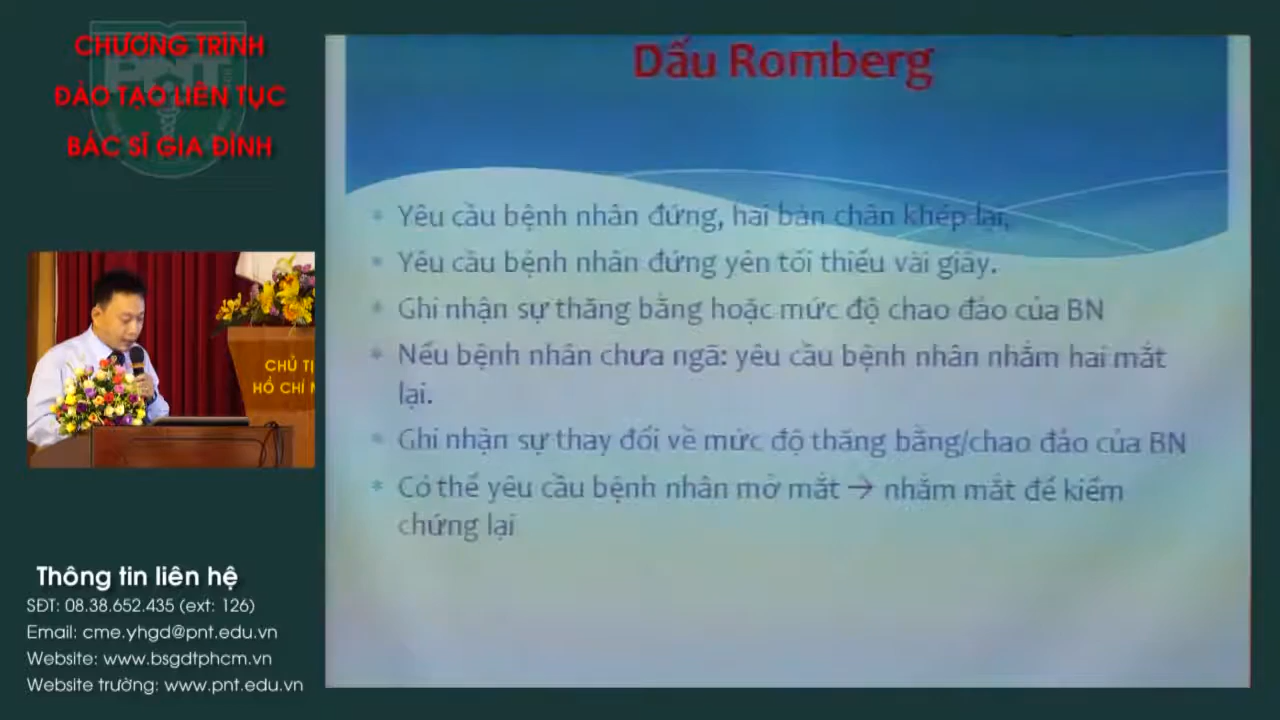 CHƯƠNG TRÌNH
ĐÀO TẠO LIÊN TỤC
BÁC SĨ GIA ĐÌNH
PNT
CHỦ TỊ
HỒ CHÍ M
Thông tin liên hệ
SĐT: 08.38.652.435 (ext: 126)
Email: cme.yhgd@pnt.edu.vn
Website: www.bsgdtphcm.vn
Website trường: www.pnt.edu.vn
Dấu Romberg
Yêu cầu bệnh nhân đứng, hai bàn chân khép lại,
Yêu cầu bệnh nhân đứng yên tối thiểu vài giây.
Ghi nhận sự thăng bằng hoặc mức độ chao đảo của BN
Nếu bệnh nhân chưa ngã: yêu cầu bệnh nhân nhắm hai mắt
lại.
Ghi nhận sự thay đổi về mức độ thăng bằng/chao đảo của BN
Có thể yêu cầu bệnh nhân mở mắt → nhắm mắt để kiểm
chứng lại